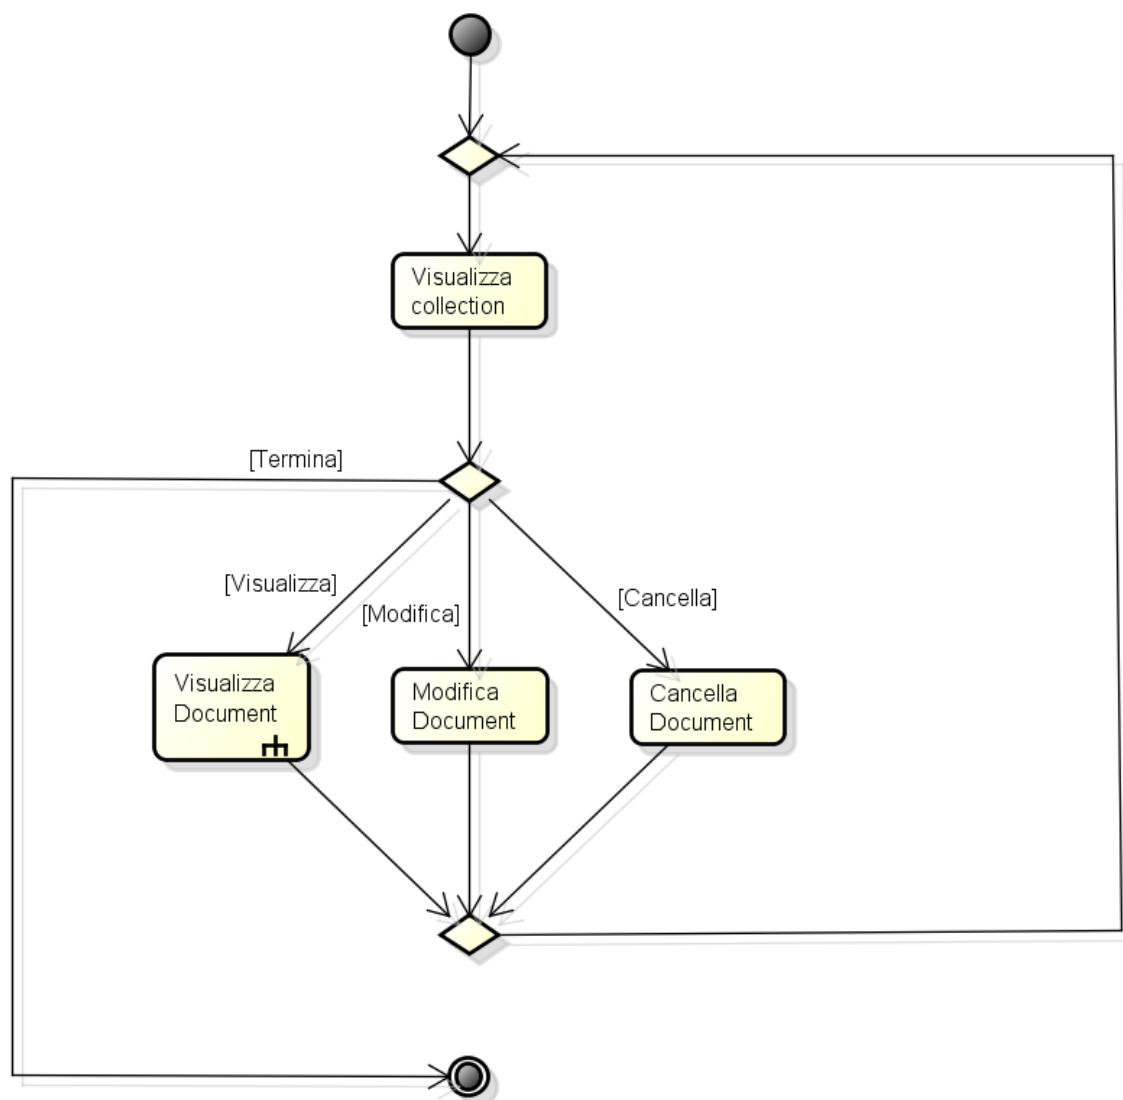 Visualizza
collection
[Termina]
[Visualizza]
[Modifica]
[Cancella]
Visualizza
Document
Modifica
Document
Cancella
Document